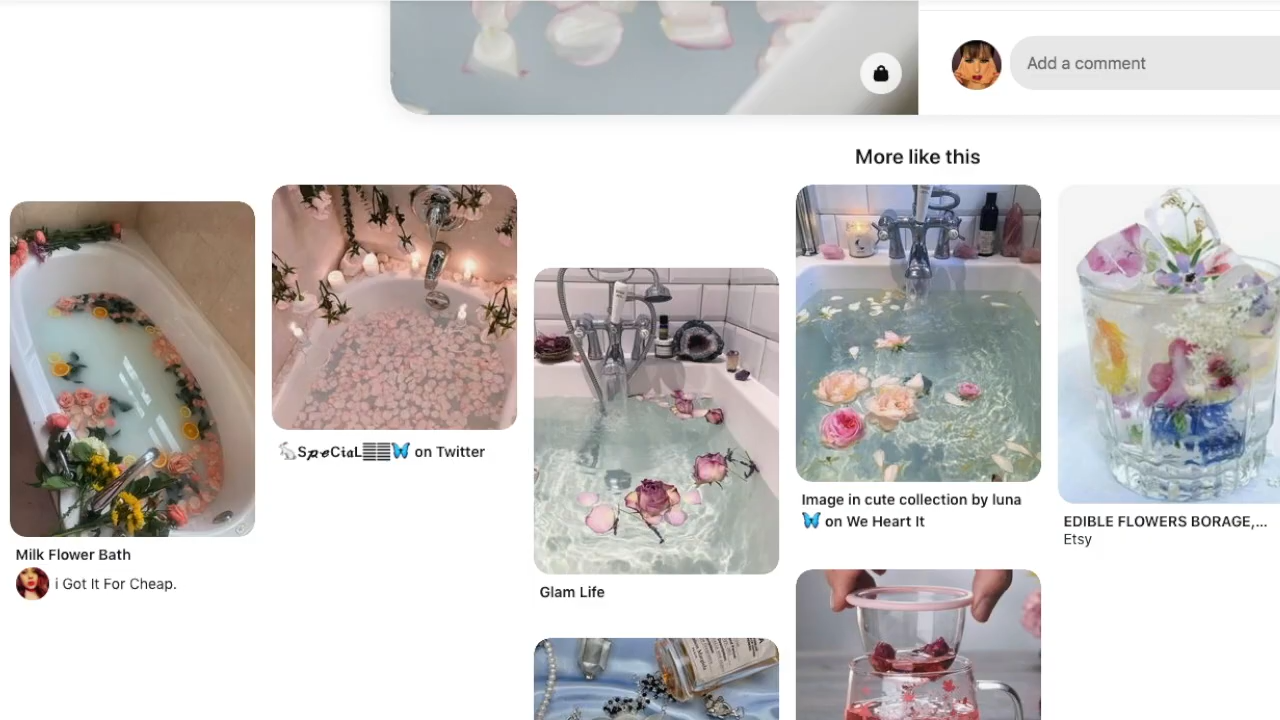 Add a comment
More like this
🐇S𝓹𝓮CiaL䷀䷀🦋 on Twitter
Image in cute collection by luna
🦋 on We Heart It
EDIBLE FLOWERS BORAGE,...
Etsy
Milk Flower Bath
i Got It For Cheap.
Glam Life